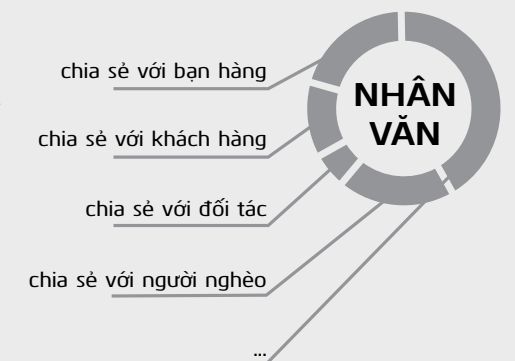 chia sẻ với bạn hàng
NHÂN
VĂN
chia sẻ với khách hàng
chia sẻ với đối tác
chia sẻ với người nghèo
...